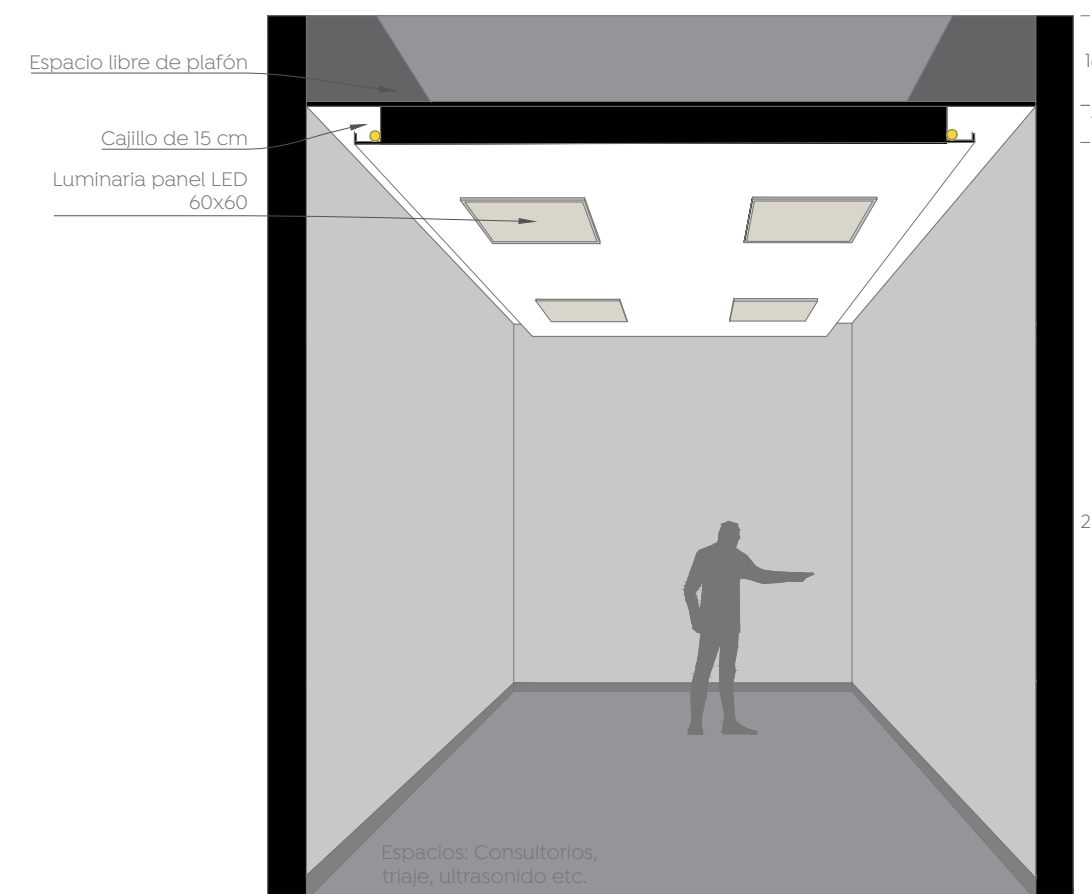 Espacio libre de plafón
Cajillo de 15 cm
Luminaria panel LED
60x60
Espacios: Consultorios,
triaje, ultrasonido etc.